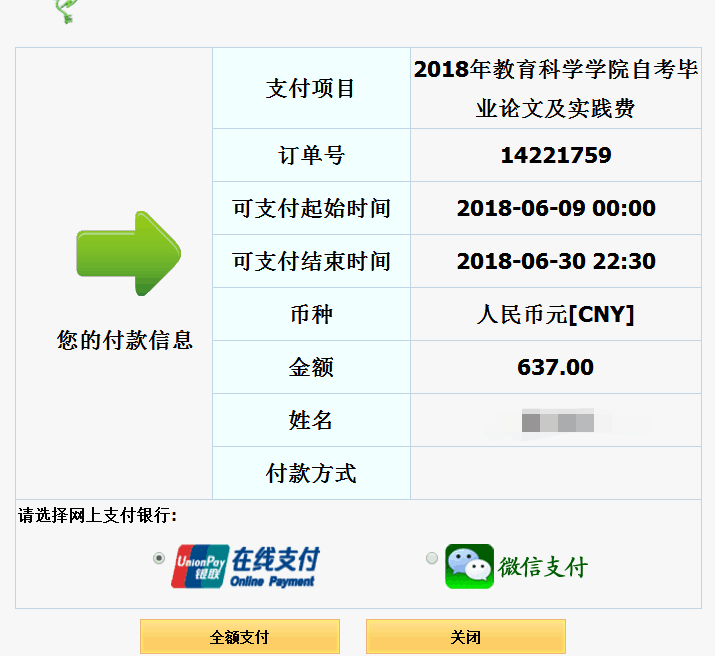 支付项目
2018年教育科学学院自考毕
业论文及实践费
订单号
14221759
可支付起始时间
2018-06-09 00:00
可支付结束时间
2018-06-30 22:30
币种
人民币元[CNY]
金额
637.00
姓名
付款方式
您的付款信息
请选择网上支付银行:
UnionPay
银联
在线支付
Online Payment
微信支付
全额支付
关闭